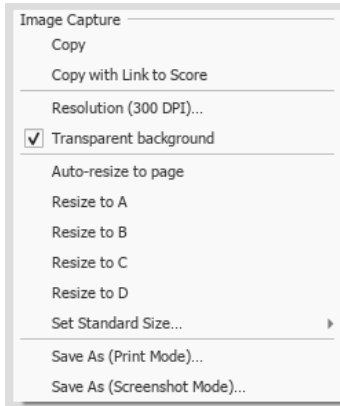 Image Capture
Copy
Copy with Link to Score
Resolution (300 DPI)...
Transparent background
Auto-resize to page
Resize to A
Resize to B
Resize to C
Resize to D
Set Standard Size...
Save As (Print Mode)...
Save As (Screenshot Mode)...